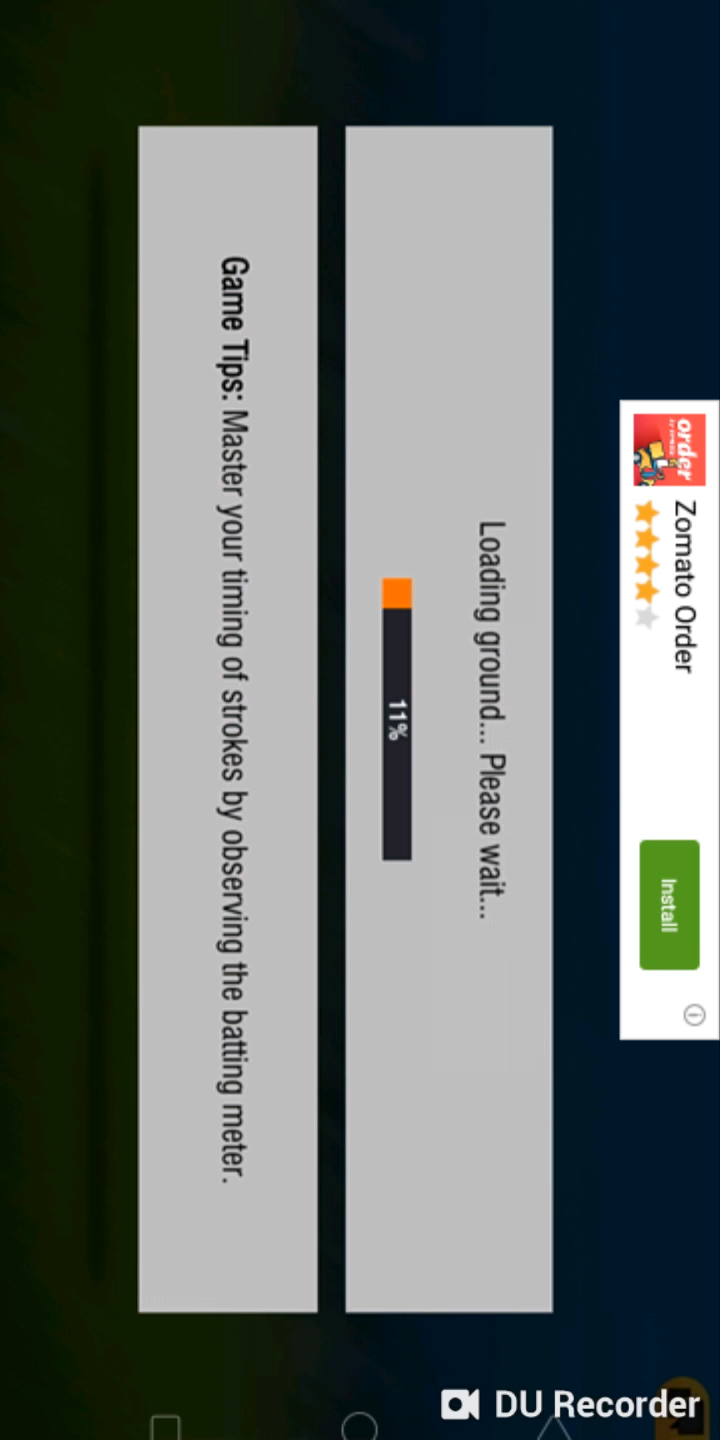 order
Zomato Order
Install
Loading ground... Please wait...
11%
Game Tips: Master your timing of strokes by observing the batting meter.
DU Recorder